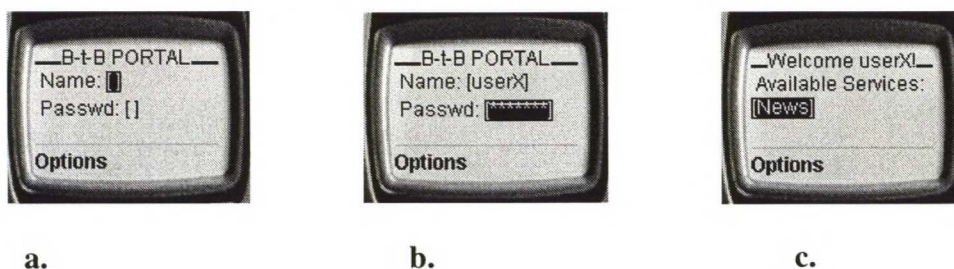 B-t-B PORTAL
Name: []
Passwd: []
Options
B-t-B PORTAL
Name: [userX]
Passwd: [*******]
Options
Welcome userX!
Available Services:
[News]
Options
a.
b.
c.